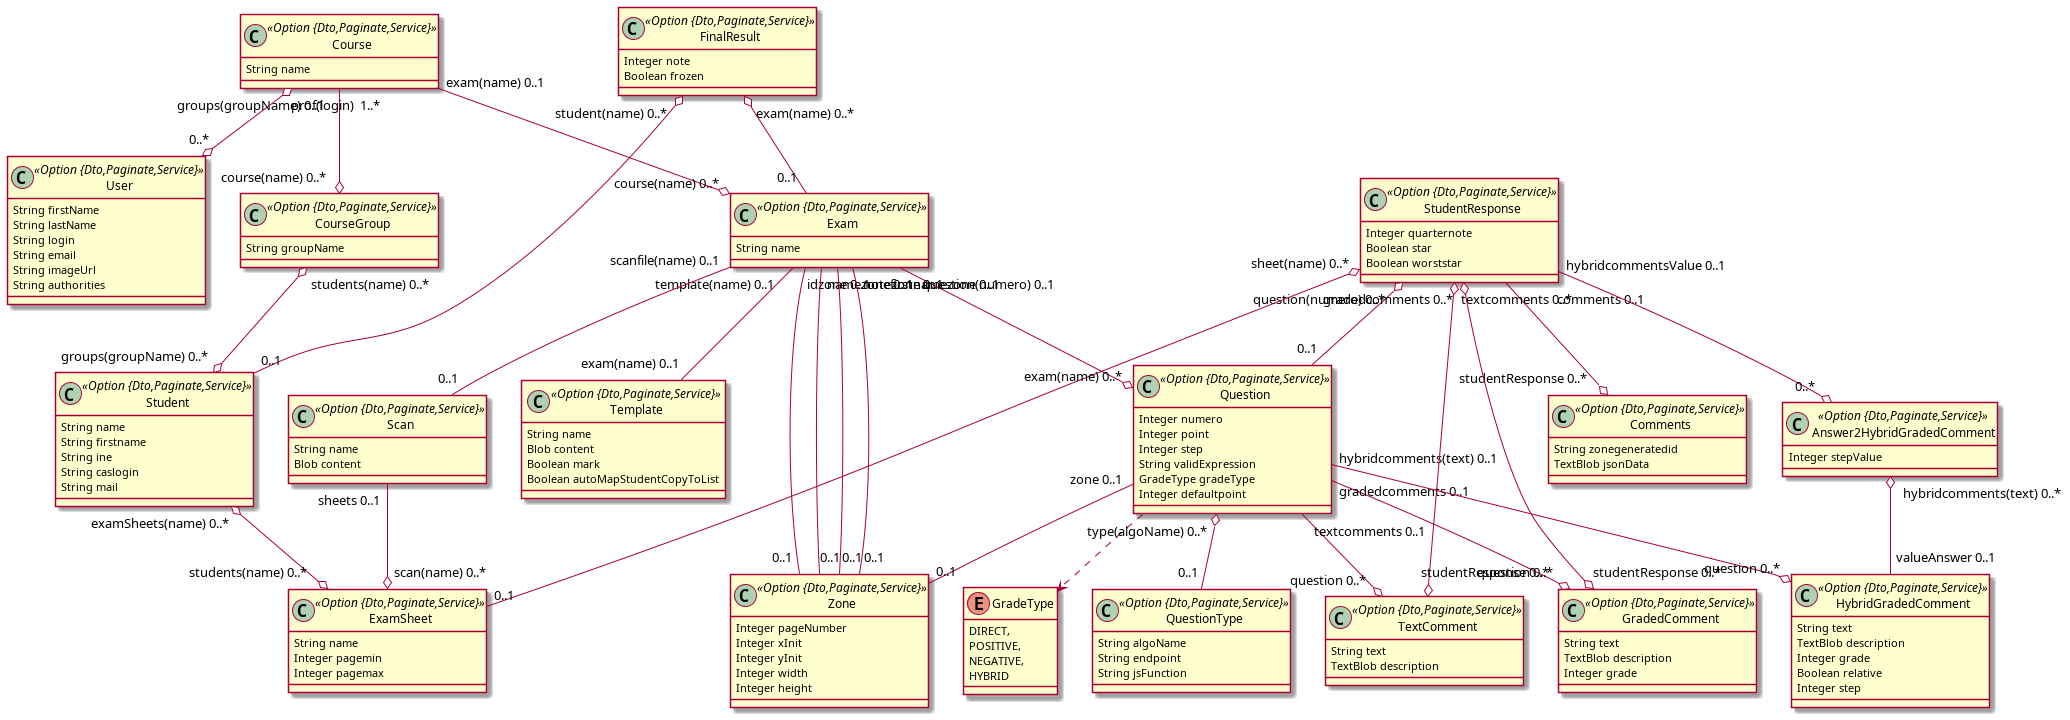 C «Option {Dto,Paginate,Service}»
Course
String name
C «Option {Dto,Paginate,Service}»
FinalResult
Integer note
Boolean frozen
exam(name) 0..1
groups(groupName) 0..1
prof(login) 1..*
student(name) 0..*
exam(name) 0..*
0..*
C «Option {Dto,Paginate,Service}»
User
String firstName
String lastName
String login
String email
String imageUrl
String authorities
course(name) 0..*
course(name) 0..*
0..1
C «Option {Dto,Paginate,Service}»
CourseGroup
String groupName
C «Option {Dto,Paginate,Service}»
Exam
String name
C «Option {Dto,Paginate,Service}»
StudentResponse
Integer quarternote
Boolean star
Boolean worststar
students(name) 0..*
scanfile(name) 0..1
template(name) 0..1
question(numero) 0..1
sheet(name) 0..*
question(numero) 0..*
gradedcomments 0..*
textcomments 0..*
comments 0..1
hybridcommentsValue 0..1
groups(groupName) 0..*
0..1
0..1
exam(name) 0..1
exam(name) 0..*
0..1
studentResponse 0..*
0..*
C «Option {Dto,Paginate,Service}»
Student
String name
String firstname
String ine
String caslogin
String mail
C «Option {Dto,Paginate,Service}»
Scan
String name
Blob content
C «Option {Dto,Paginate,Service}»
Template
String name
Blob content
Boolean mark
Boolean autoMapStudentCopyToList
C «Option {Dto,Paginate,Service}»
Question
Integer numero
Integer point
Integer step
String validExpression
GradeType gradeType
Integer defaultpoint
C «Option {Dto,Paginate,Service}»
Comments
String zonegeneratedid
TextBlob jsonData
C «Option {Dto,Paginate,Service}»
Answer2HybridGradedComment
Integer stepValue
examSheets(name) 0..*
sheets 0..1
zone 0..1
type(algoName) 0..*
textcomments 0..1
gradedcomments 0..1
hybridcomments(text) 0..1
hybridcomments(text) 0..*
students(name) 0..*
scan(name) 0..*
0..1
0..1
0..1
0..1
0..1
0..1
0..1
question 0..*
studentResponse 0..*
question 0..*
studentResponse 0..*
question 0..*
valueAnswer 0..1
C «Option {Dto,Paginate,Service}»
ExamSheet
String name
Integer pagemin
Integer pagemax
C «Option {Dto,Paginate,Service}»
Zone
Integer pageNumber
Integer xInit
Integer yInit
Integer width
Integer height
E GradeType
DIRECT,
POSITIVE,
NEGATIVE,
HYBRID
C «Option {Dto,Paginate,Service}»
QuestionType
String algoName
String endpoint
String jsFunction
C «Option {Dto,Paginate,Service}»
TextComment
String text
TextBlob description
C «Option {Dto,Paginate,Service}»
GradedComment
String text
TextBlob description
Integer grade
C «Option {Dto,Paginate,Service}»
HybridGradedComment
String text
TextBlob description
Integer grade
Boolean relative
Integer step